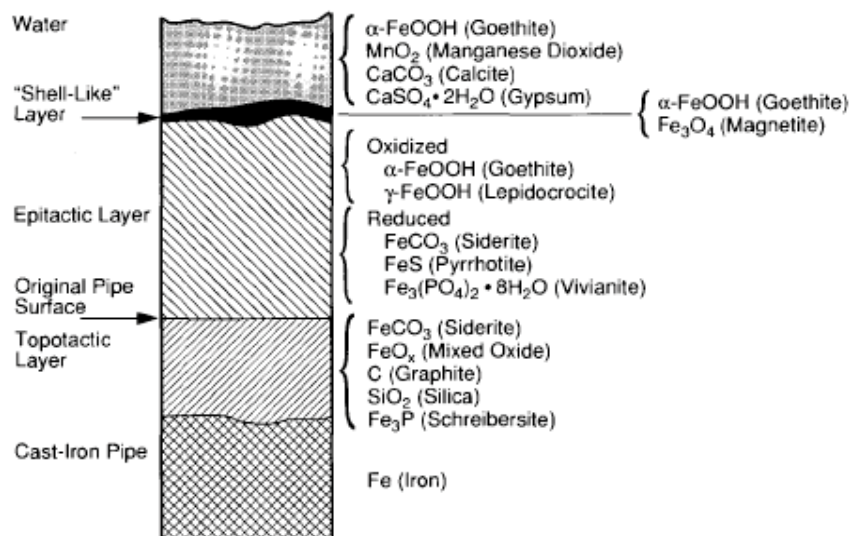 Water
"Shell-Like"
Layer
Epitactic Layer
Original Pipe
Surface
Topotactic
Layer
Cast-Iron Pipe
α-FeOOH (Goethite)
MnO₂ (Manganese Dioxide)
CaCO₃ (Calcite)
CaSO₄ • 2H₂O (Gypsum)
α-FeOOH (Goethite)
Fe₃O₄ (Magnetite)
Oxidized
α-FeOOH (Goethite)
γ-FeOOH (Lepidocrocite)
Reduced
FeCO₃ (Siderite)
FeS (Pyrrhotite)
Fe₃(PO₄)₂ • 8H₂O (Vivianite)
FeCO₃ (Siderite)
FeOₓ (Mixed Oxide)
C (Graphite)
SiO₂ (Silica)
Fe₃P (Schreibersite)
Fe (Iron)